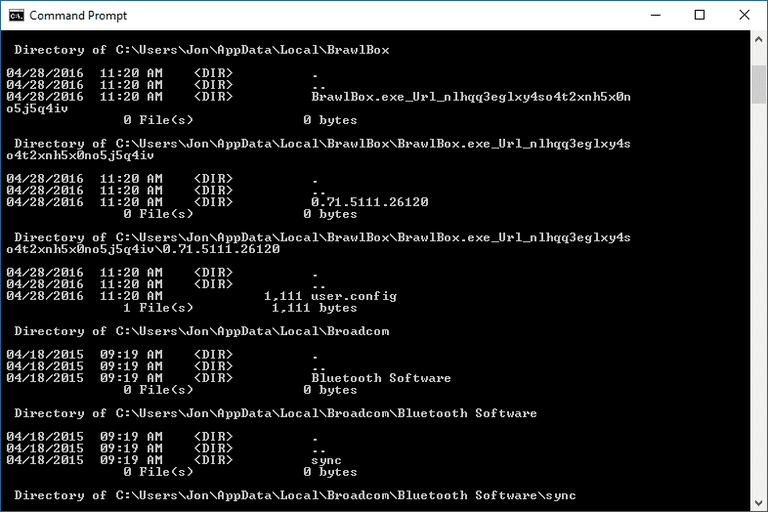 Command Prompt
Directory of C:\Users\Jon\AppData\Local\BrawlBox
04/28/2016  11:20 AM    <DIR>          .
04/28/2016  11:20 AM    <DIR>          ..
04/28/2016  11:20 AM    <DIR>          BrawlBox.exe_Url_nlhqq3eglxy4so4t2xnh5x0n
o5j5q4iv
               0 File(s)              0 bytes
Directory of C:\Users\Jon\AppData\Local\BrawlBox\BrawlBox.exe_Url_nlhqq3eglxy4s
o4t2xnh5x0no5j5q4iv
04/28/2016  11:20 AM    <DIR>          .
04/28/2016  11:20 AM    <DIR>          ..
04/28/2016  11:20 AM    <DIR>          0.71.5111.26120
               0 File(s)              0 bytes
Directory of C:\Users\Jon\AppData\Local\BrawlBox\BrawlBox.exe_Url_nlhqq3eglxy4s
o4t2xnh5x0no5j5q4iv\0.71.5111.26120
04/28/2016  11:20 AM    <DIR>          .
04/28/2016  11:20 AM    <DIR>          ..
04/28/2016  11:20 AM             1,111 user.config
               1 File(s)          1,111 bytes
Directory of C:\Users\Jon\AppData\Local\Broadcom
04/18/2015  09:19 AM    <DIR>          .
04/18/2015  09:19 AM    <DIR>          ..
04/18/2015  09:19 AM    <DIR>          Bluetooth Software
               0 File(s)              0 bytes
Directory of C:\Users\Jon\AppData\Local\Broadcom\Bluetooth Software
04/18/2015  09:19 AM    <DIR>          .
04/18/2015  09:19 AM    <DIR>          ..
04/18/2015  09:19 AM    <DIR>          sync
               0 File(s)              0 bytes
Directory of C:\Users\Jon\AppData\Local\Broadcom\Bluetooth Software\sync